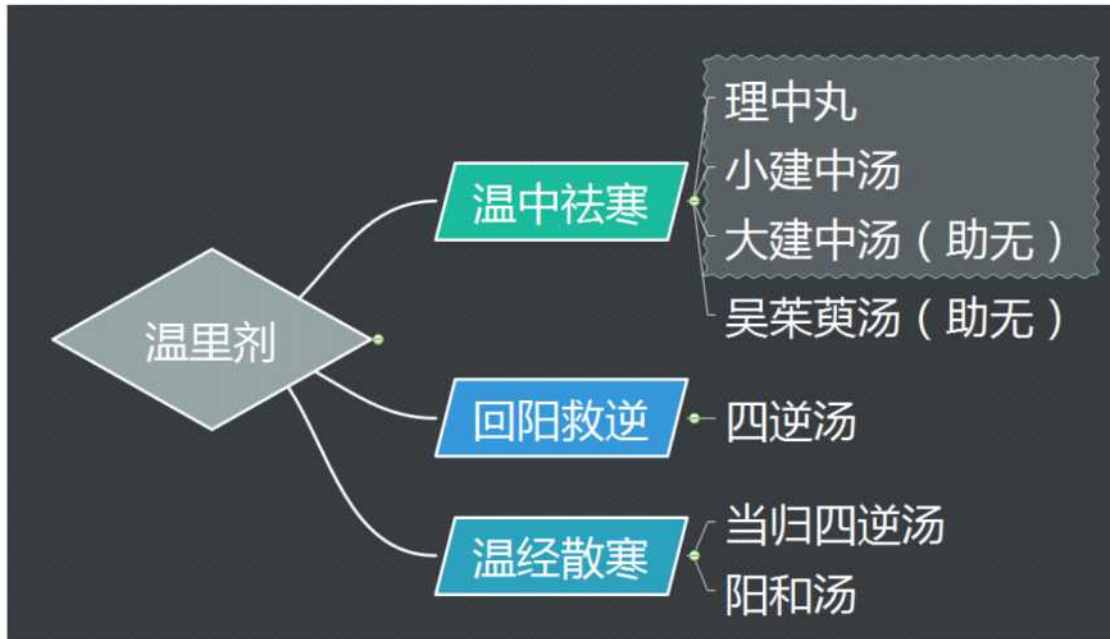 温里剂
温中祛寒
理中丸
小建中汤
大建中汤（助无）
吴茱萸汤（助无）
回阳救逆
四逆汤
温经散寒
当归四逆汤
阳和汤